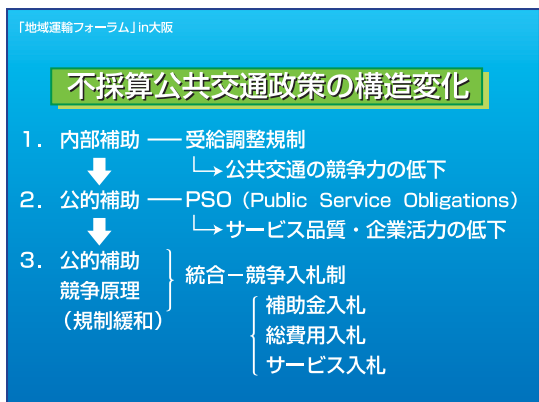 「地域運輸フォーラム」in大阪
不採算公共交通政策の構造変化
1. 内部補助 ── 受給調整規制
└→公共交通の競争力の低下
2. 公的補助 ── PSO (Public Service Obligations)
└→サービス品質・企業活力の低下
3. 公的補助
競争原理
(規制緩和)
統合−競争入札制
補助金入札
総費用入札
サービス入札